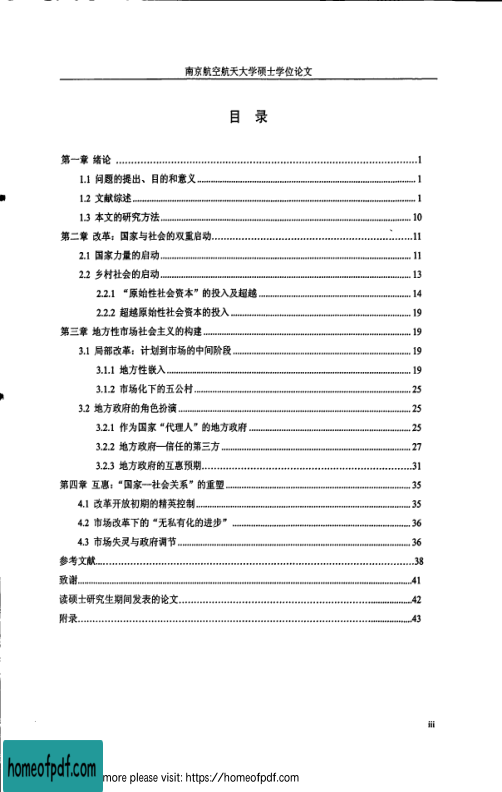 南京航空航天大学硕士学位论文
目 录
第一章 绪论 ........................................................1
1.1 问题的提出、目的和意义........................................................1
1.2 文献综述........................................................1
1.3 本文的研究方法........................................................10
第二章 改革：国家与社会的双重启动........................................................11
2.1 国家力量的启动........................................................11
2.2 乡村社会的启动........................................................13
2.2.1 “原始性社会资本”的投入及超越........................................................14
2.2.2 超越原始性社会资本的投入........................................................19
第三章 地方性市场社会主义的构建........................................................19
3.1 局部改革：计划到市场的中间阶段........................................................19
3.1.1 地方性嵌入........................................................19
3.1.2 市场化下的五公村........................................................25
3.2 地方政府的角色扮演........................................................25
3.2.1 作为国家“代理人”的地方政府........................................................25
3.2.2 地方政府—信任的第三方........................................................27
3.2.3 地方政府的互惠预期........................................................31
第四章 互惠：“国家--社会关系”的重塑........................................................35
4.1 改革开放初期的精英控制........................................................35
4.2 市场改革下的“无私有化的进步”........................................................36
4.3 市场失灵与政府调节........................................................36
参考文献........................................................38
致谢........................................................41
读硕士研究生期间发表的论文........................................................42
附录........................................................43
iii
homeofpdf.com
more please visit: https://homeofpdf.com